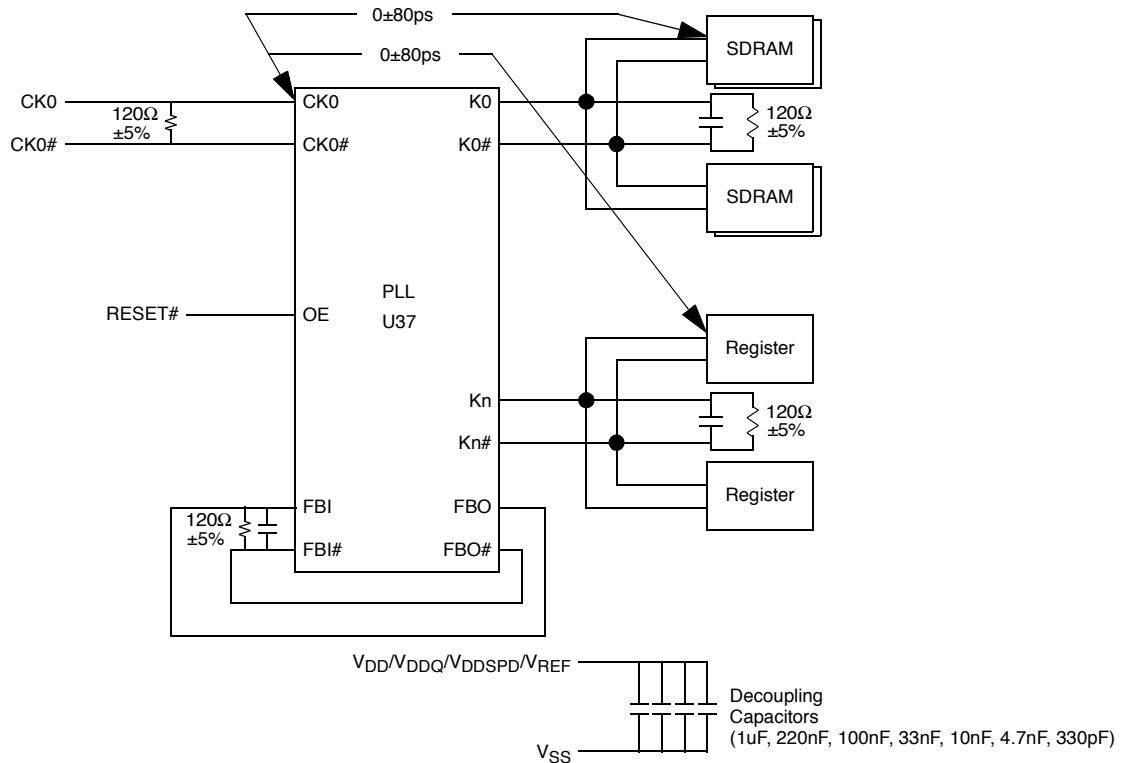 0±80ps
0±80ps
SDRAM
CK0
CK0#
120Ω
±5%
CK0
CK0#
K0
K0#
120Ω
±5%
SDRAM
RESET#
OE
PLL
U37
Register
Kn
Kn#
120Ω
±5%
Register
120Ω
±5%
FBI
FBI#
FBO
FBO#
VDD/VDDQ/VDDSPD/VREF
VSS
Decoupling
Capacitors
(1uF, 220nF, 100nF, 33nF, 10nF, 4.7nF, 330pF)